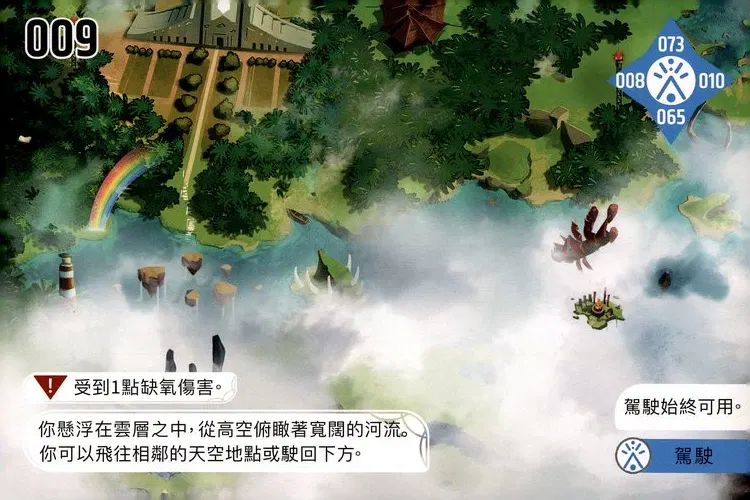 009
073
008
010
065
受到1點缺氧傷害。
你懸浮在雲層之中，從高空俯瞰著寬闊的河流。
你可以飛往相鄰的天空地點或駛回下方。
駕駛始終可用。
駕駛